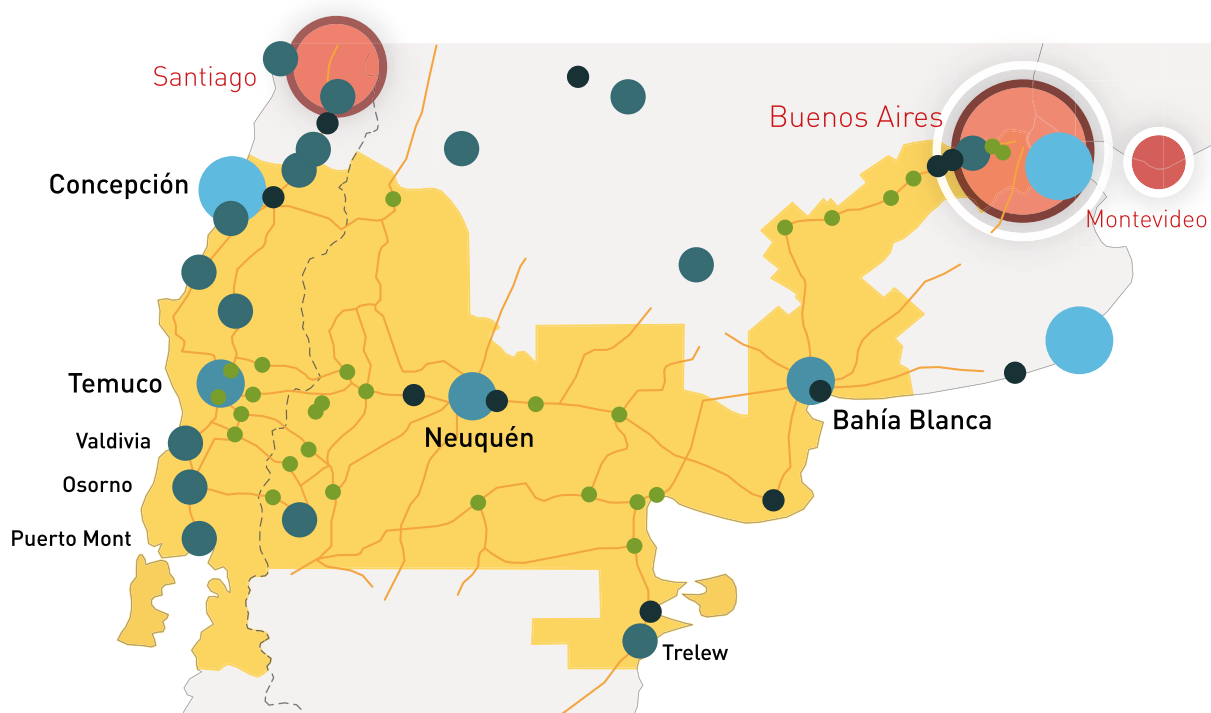 Santiago
Buenos Aires
Concepción
Montevideo
Temuco
Bahía Blanca
Neuquén
Valdivia
Osorno
Puerto Mont
Trelew